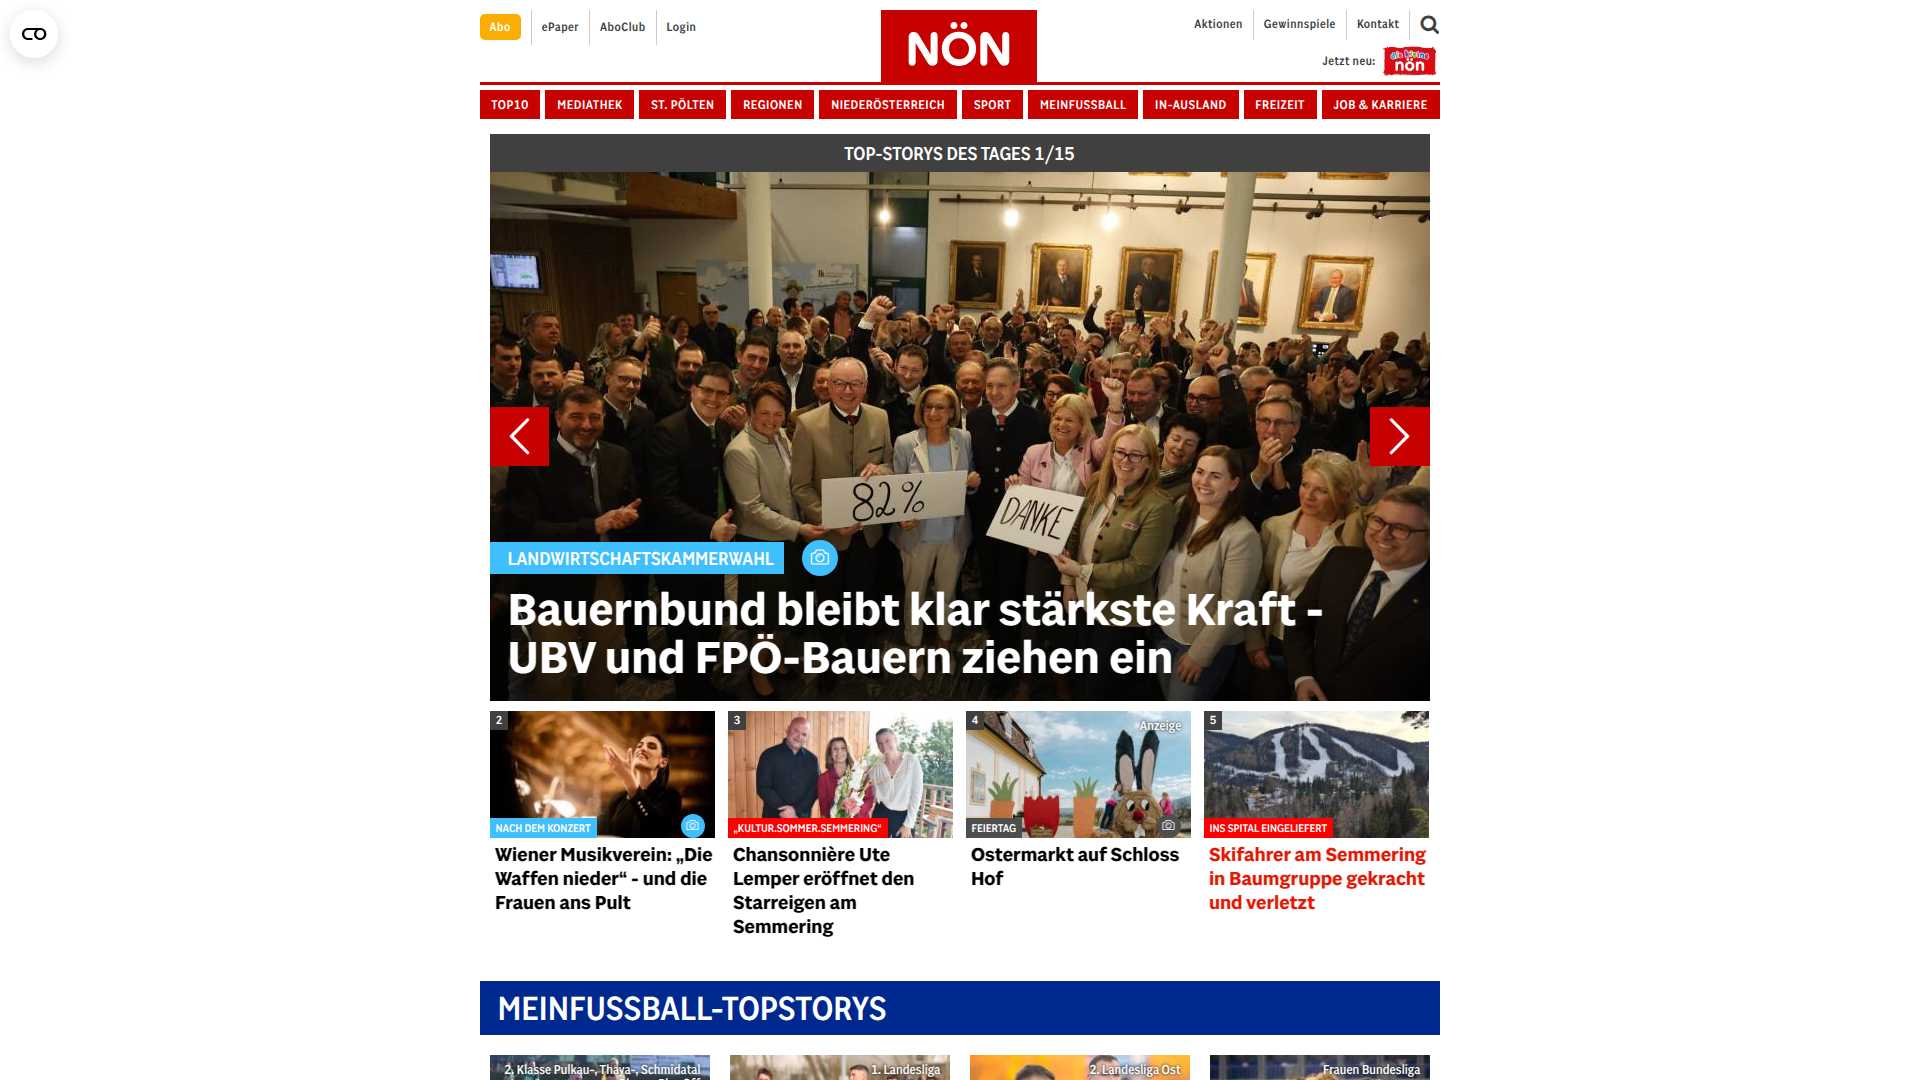 Abo
ePaper
AboClub
Login
NÖN
Aktionen
Gewinnspiele
Kontakt
Jetzt neu:
die kleine
nön
TOP10
MEDIATHEK
ST. PÖLTEN
REGIONEN
NIEDERÖSTERREICH
SPORT
MEINFUSSBALL
IN-AUSLAND
FREIZEIT
JOB & KARRIERE
TOP-STORYS DES TAGES 1/15
82%
DANKE
LANDWIRTSCHAFTSKAMMERWAHL
Bauernbund bleibt klar stärkste Kraft -
UBV und FPÖ-Bauern ziehen ein
2
NACH DEM KONZERT
Wiener Musikverein: „Die
Waffen nieder“ - und die
Frauen ans Pult
3
„KULTUR.SOMMER.SEMMERING“
Chansonnière Ute
Lemper eröffnet den
Starreigen am
Semmering
4
Anzeige
FEIERTAG
Ostermarkt auf Schloss
Hof
5
INS SPITAL EINGELIEFERT
Skifahrer am Semmering
in Baumgruppe gekracht
und verletzt
MEINFUSSBALL-TOPSTORYS
2. Klasse Pulkau-, Thaya-, Schmidatal
1. Landesliga
2. Landesliga Ost
Frauen Bundesliga